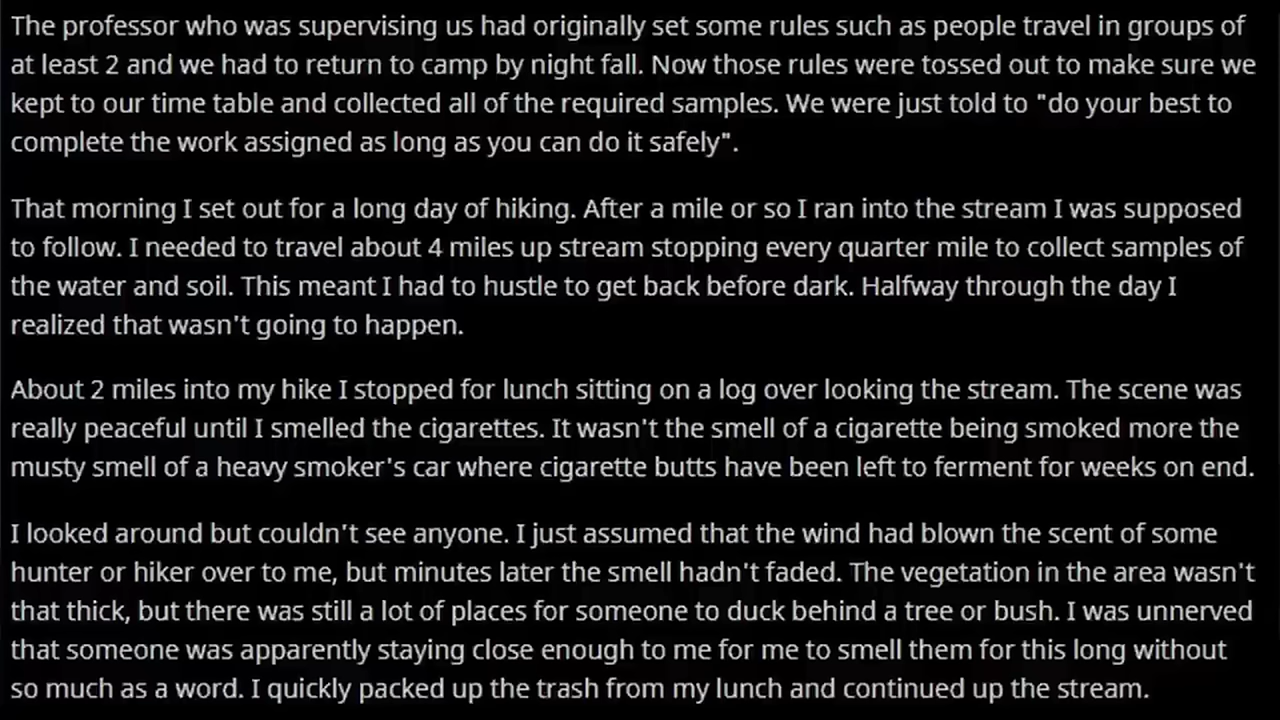 The professor who was supervising us had originally set some rules such as people travel in groups of
at least 2 and we had to return to camp by night fall. Now those rules were tossed out to make sure we
kept to our time table and collected all of the required samples. We were just told to "do your best to
complete the work assigned as long as you can do it safely".
That morning I set out for a long day of hiking. After a mile or so I ran into the stream I was supposed
to follow. I needed to travel about 4 miles up stream stopping every quarter mile to collect samples of
the water and soil. This meant I had to hustle to get back before dark. Halfway through the day I
realized that wasn't going to happen.
About 2 miles into my hike I stopped for lunch sitting on a log over looking the stream. The scene was
really peaceful until I smelled the cigarettes. It wasn't the smell of a cigarette being smoked more the
musty smell of a heavy smoker's car where cigarette butts have been left to ferment for weeks on end.
I looked around but couldn't see anyone. I just assumed that the wind had blown the scent of some
hunter or hiker over to me, but minutes later the smell hadn't faded. The vegetation in the area wasn't
that thick, but there was still a lot of places for someone to duck behind a tree or bush. I was unnerved
that someone was apparently staying close enough to me for me to smell them for this long without
so much as a word. I quickly packed up the trash from my lunch and continued up the stream.